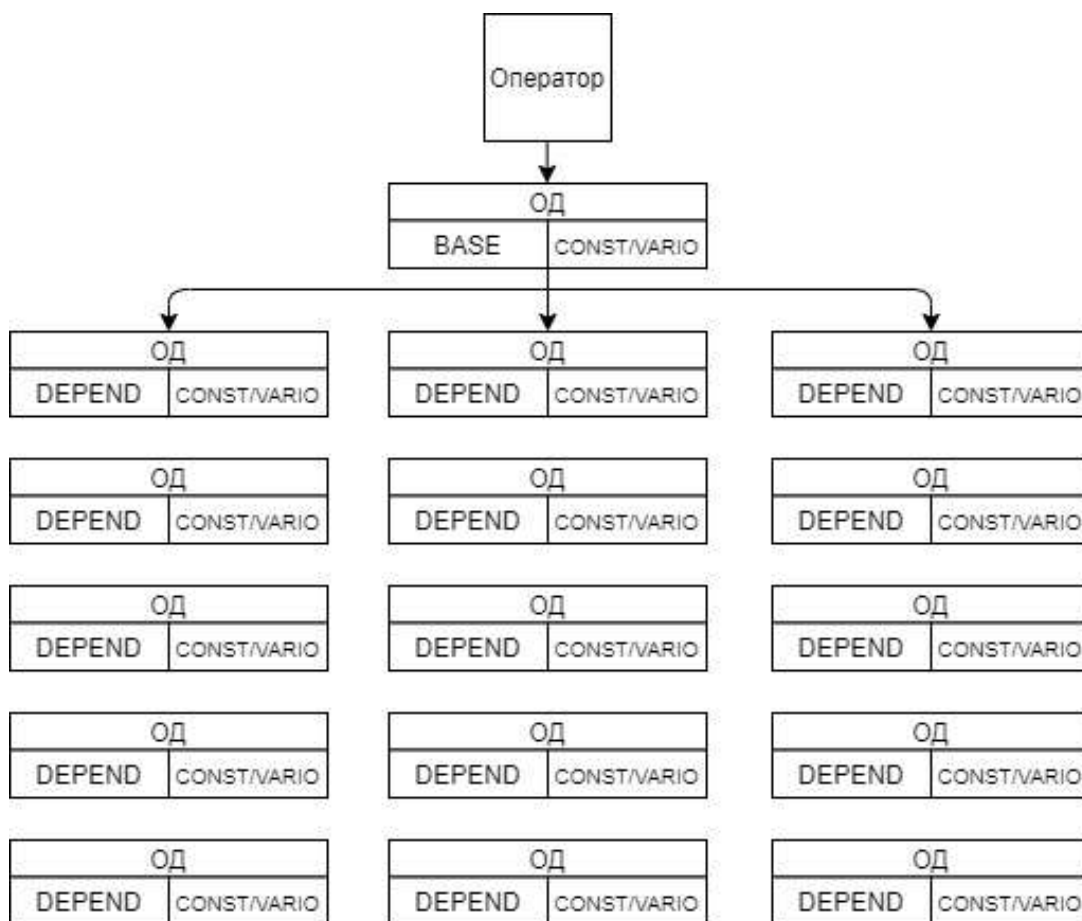 Оператор
ОД
BASE CONST/VARIO
ОД ОД ОД
DEPEND CONST/VARIO DEPEND CONST/VARIO DEPEND CONST/VARIO
ОД ОД ОД
DEPEND CONST/VARIO DEPEND CONST/VARIO DEPEND CONST/VARIO
ОД ОД ОД
DEPEND CONST/VARIO DEPEND CONST/VARIO DEPEND CONST/VARIO
ОД ОД ОД
DEPEND CONST/VARIO DEPEND CONST/VARIO DEPEND CONST/VARIO
ОД ОД ОД
DEPEND CONST/VARIO DEPEND CONST/VARIO DEPEND CONST/VARIO